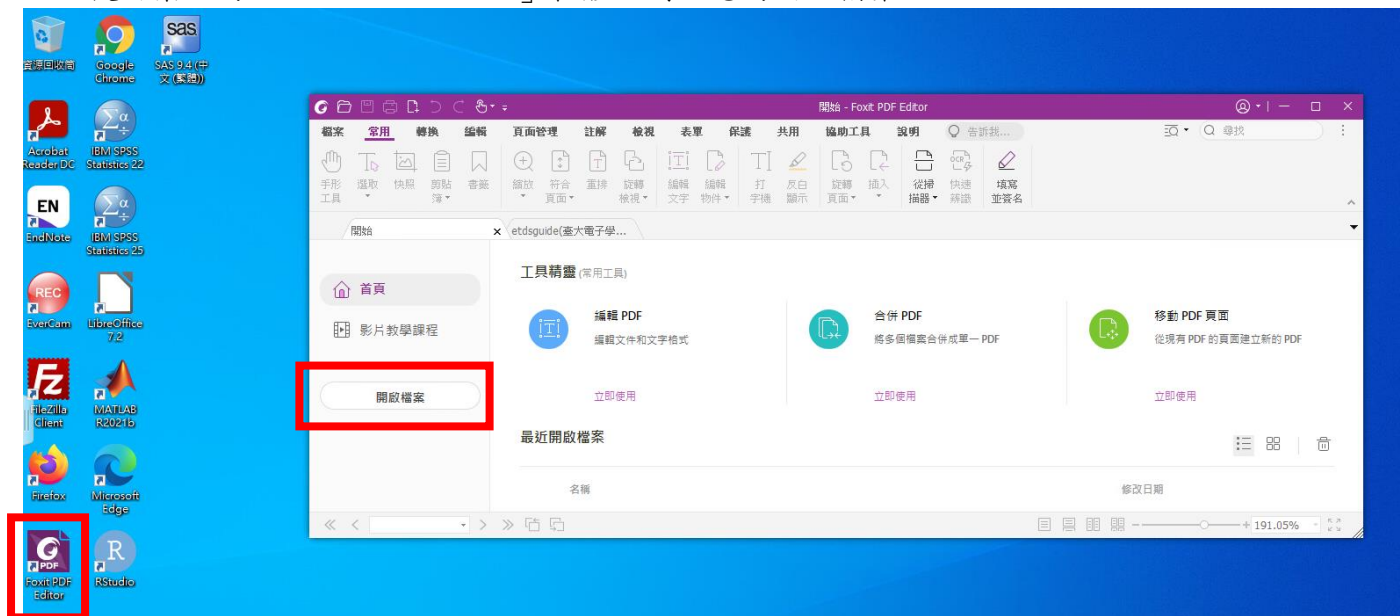 資源回收筒
Google Chrome
sas
SAS 9.4 (中文 (繁體))
Acrobat Reader DC
Σα
IBM SPSS Statistics 22
EN
EndNote
Σα
IBM SPSS Statistics 25
REC
EverCam
LibreOffice 7.2
Fz
FileZilla Client
MATLAB R2021b
Firefox
Microsoft Edge
G PDF
Foxit PDF Editor
R
RStudio
開始 - Foxit PDF Editor
檔案 常用 轉換 編輯 頁面管理 註解 檢視 表單 保護 共用 協助工具 說明 告訴我... 尋找
手形工具 選取 快照 剪貼簿 書籤 縮放 符合頁面 重排 旋轉檢視 編輯文字 編輯物件 打字機 反白顯示 旋轉頁面 插入 從掃描器 快速辨識 填寫並簽名
開始 x etdsguide(臺大電子學...
首頁
影片教學課程
開啟檔案
工具精靈 (常用工具)
編輯 PDF
編輯文件和文字格式
立即使用
合併 PDF
將多個檔案合併成單一 PDF
立即使用
移動 PDF 頁面
從現有 PDF 的頁面建立新的 PDF
立即使用
最近開啟檔案
名稱 修改日期
191.05%